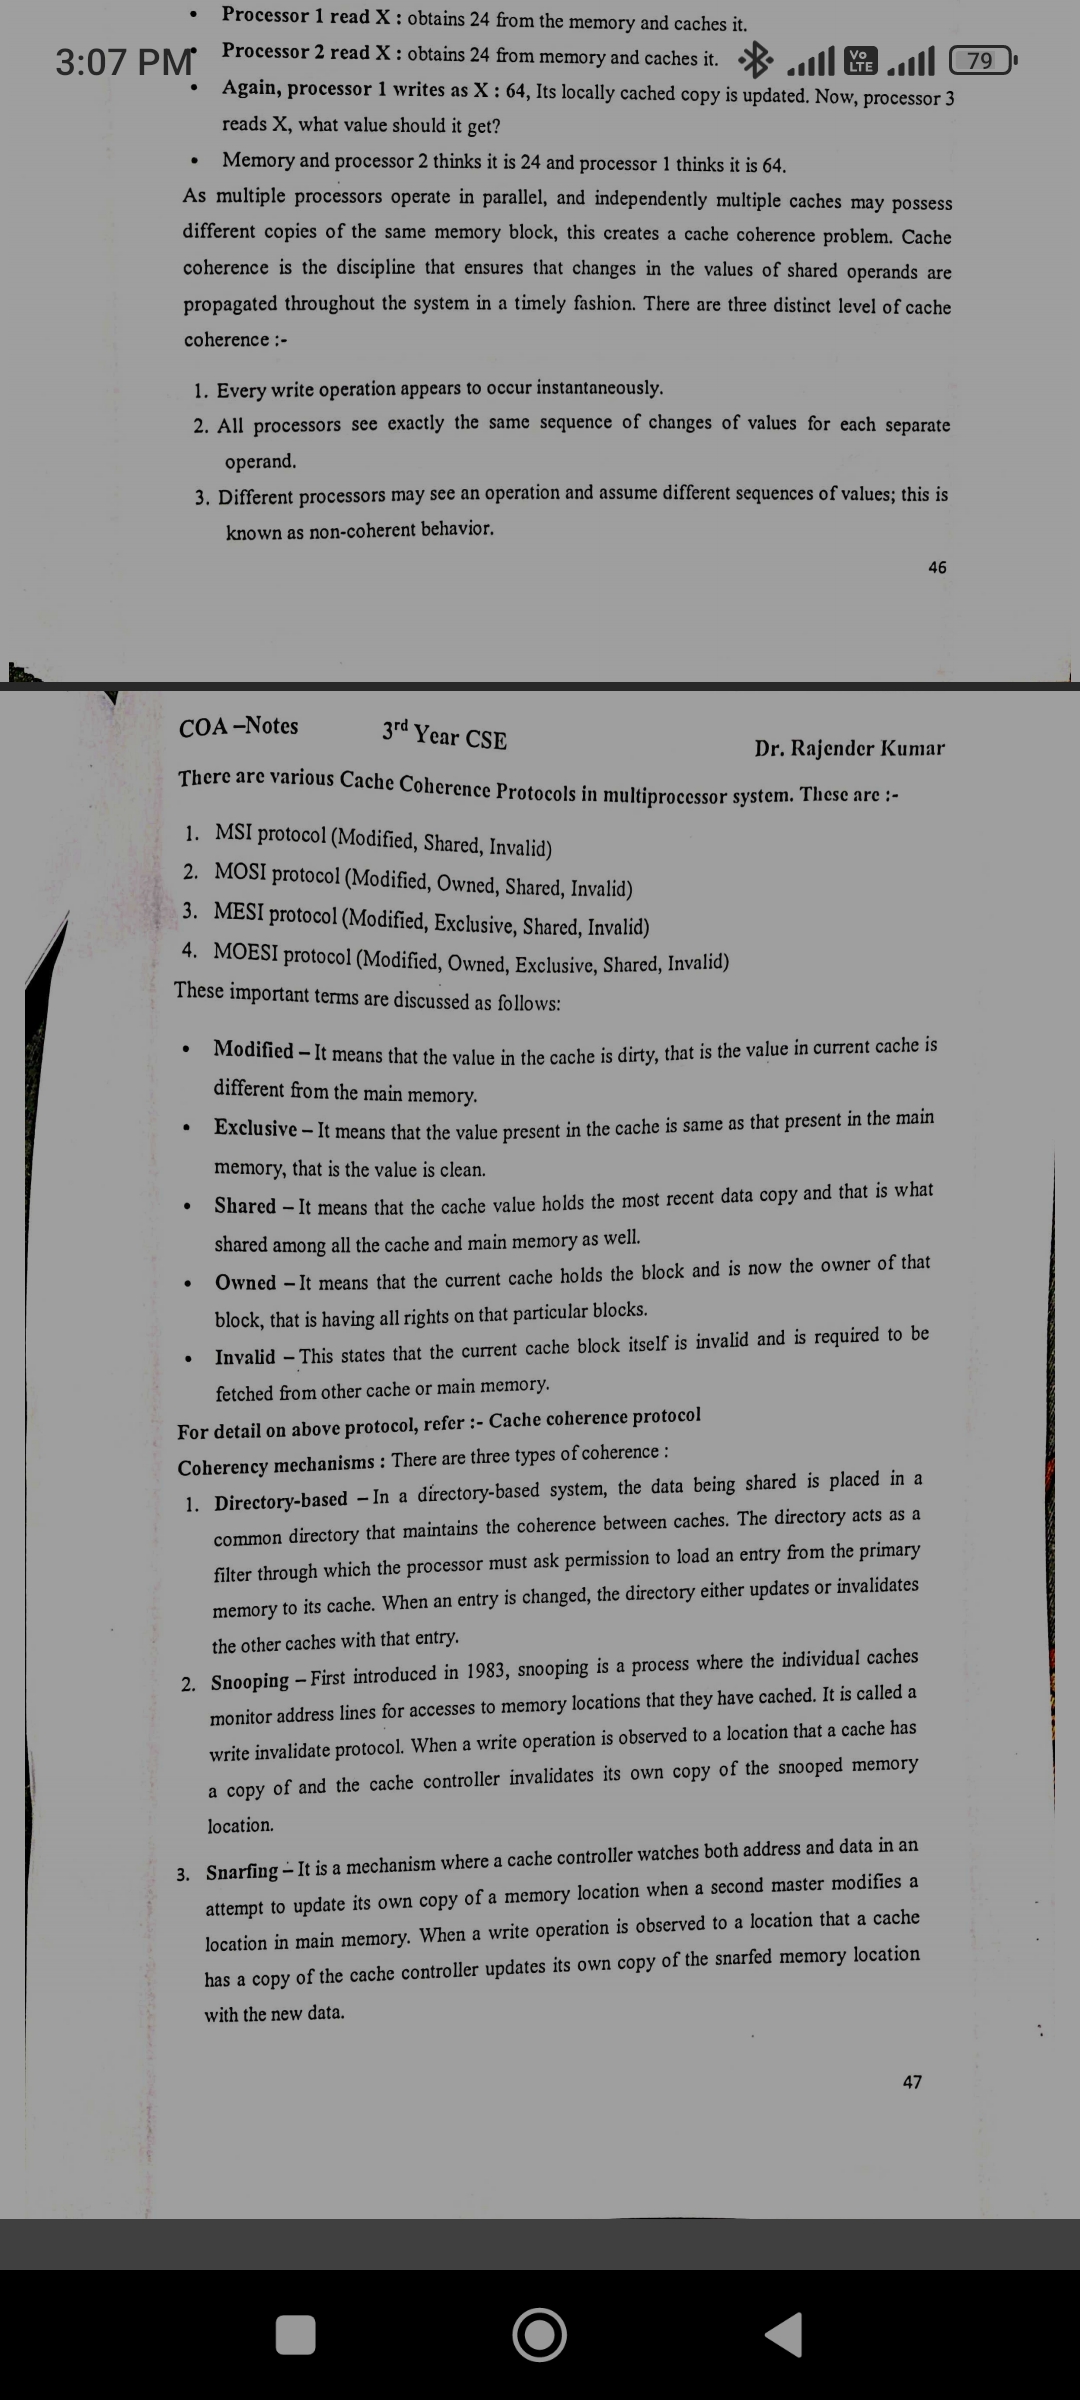 • Processor 1 read X : obtains 24 from the memory and caches it.
3:07 PM
• Processor 2 read X : obtains 24 from memory and caches it.
Vo LTE
79
• Again, processor 1 writes as X : 64, Its locally cached copy is updated. Now, processor 3
reads X, what value should it get?
• Memory and processor 2 thinks it is 24 and processor 1 thinks it is 64.
As multiple processors operate in parallel, and independently multiple caches may possess
different copies of the same memory block, this creates a cache coherence problem. Cache
coherence is the discipline that ensures that changes in the values of shared operands are
propagated throughout the system in a timely fashion. There are three distinct level of cache
coherence :-
1. Every write operation appears to occur instantaneously.
2. All processors see exactly the same sequence of changes of values for each separate
operand.
3. Different processors may see an operation and assume different sequences of values; this is
known as non-coherent behavior.
46
COA –Notes 3rd Year CSE Dr. Rajender Kumar
There are various Cache Coherence Protocols in multiprocessor system. These are :-
1. MSI protocol (Modified, Shared, Invalid)
2. MOSI protocol (Modified, Owned, Shared, Invalid)
3. MESI protocol (Modified, Exclusive, Shared, Invalid)
4. MOESI protocol (Modified, Owned, Exclusive, Shared, Invalid)
These important terms are discussed as follows:
• Modified – It means that the value in the cache is dirty, that is the value in current cache is
different from the main memory.
• Exclusive – It means that the value present in the cache is same as that present in the main
memory, that is the value is clean.
• Shared – It means that the cache value holds the most recent data copy and that is what
shared among all the cache and main memory as well.
• Owned – It means that the current cache holds the block and is now the owner of that
block, that is having all rights on that particular blocks.
• Invalid – This states that the current cache block itself is invalid and is required to be
fetched from other cache or main memory.
For detail on above protocol, refer :- Cache coherence protocol
Coherency mechanisms : There are three types of coherence :
1. Directory-based – In a directory-based system, the data being shared is placed in a
common directory that maintains the coherence between caches. The directory acts as a
filter through which the processor must ask permission to load an entry from the primary
memory to its cache. When an entry is changed, the directory either updates or invalidates
the other caches with that entry.
2. Snooping – First introduced in 1983, snooping is a process where the individual caches
monitor address lines for accesses to memory locations that they have cached. It is called a
write invalidate protocol. When a write operation is observed to a location that a cache has
a copy of and the cache controller invalidates its own copy of the snooped memory
location.
3. Snarfing – It is a mechanism where a cache controller watches both address and data in an
attempt to update its own copy of a memory location when a second master modifies a
location in main memory. When a write operation is observed to a location that a cache
has a copy of the cache controller updates its own copy of the snarfed memory location
with the new data.
47